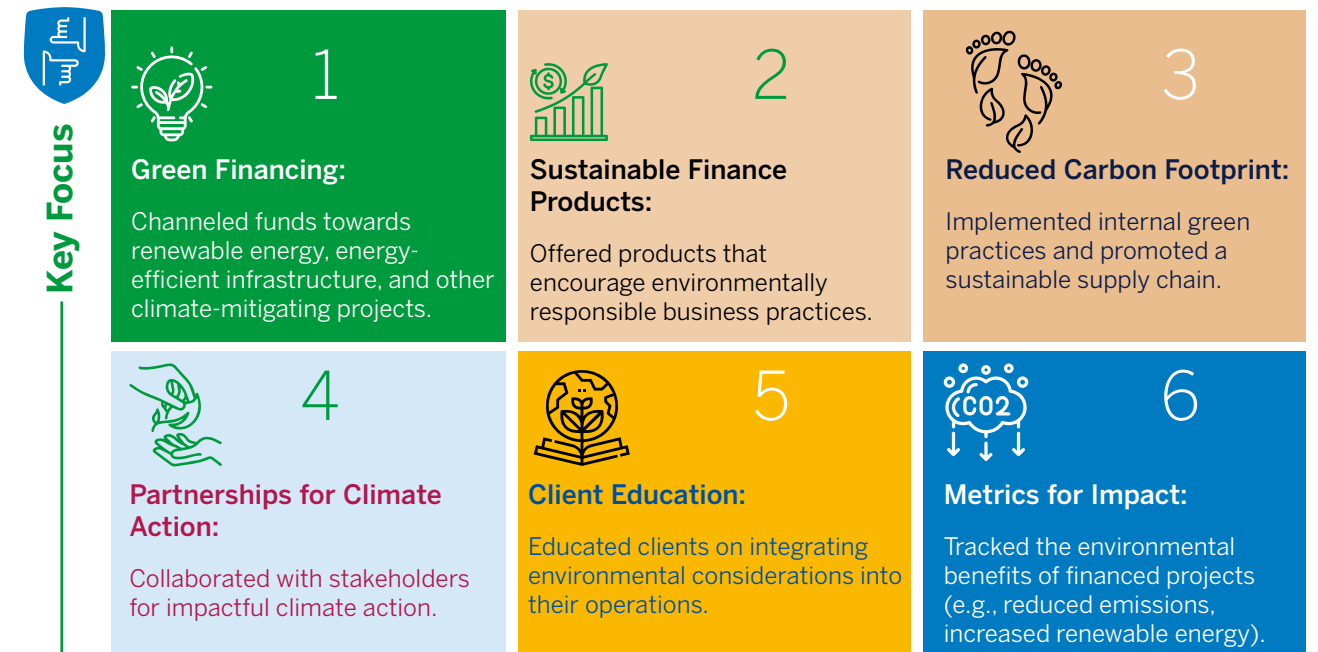 Key Focus
1
Green Financing:
Channeled funds towards
renewable energy, energy-
efficient infrastructure, and other
climate-mitigating projects.
2
Sustainable Finance
Products:
Offered products that
encourage environmentally
responsible business practices.
3
Reduced Carbon Footprint:
Implemented internal green
practices and promoted a
sustainable supply chain.
4
Partnerships for Climate
Action:
Collaborated with stakeholders
for impactful climate action.
5
Client Education:
Educated clients on integrating
environmental considerations into
their operations.
CO2
6
Metrics for Impact:
Tracked the environmental
benefits of financed projects
(e.g., reduced emissions,
increased renewable energy).